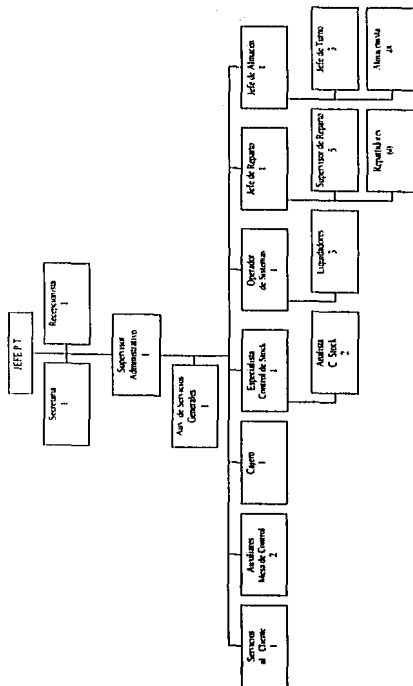 JEFE P T
Secretaria
1
Recepcionista
1
Supervisor
Administrativo
1
Aux. de Servicios
Generales
1
Servicios
al Cliente
1
Auxiliares
Mesa de Control
2
Cajero
1
Especialista
Control de Stock
1
Operador
de Sistemas
1
Jefe de Reparto
1
Jefe de Almacen
1
Analista
C Stock
2
Liquidadores
3
Supervisor de Reparto
Jefe de Turno
3
Repartidores